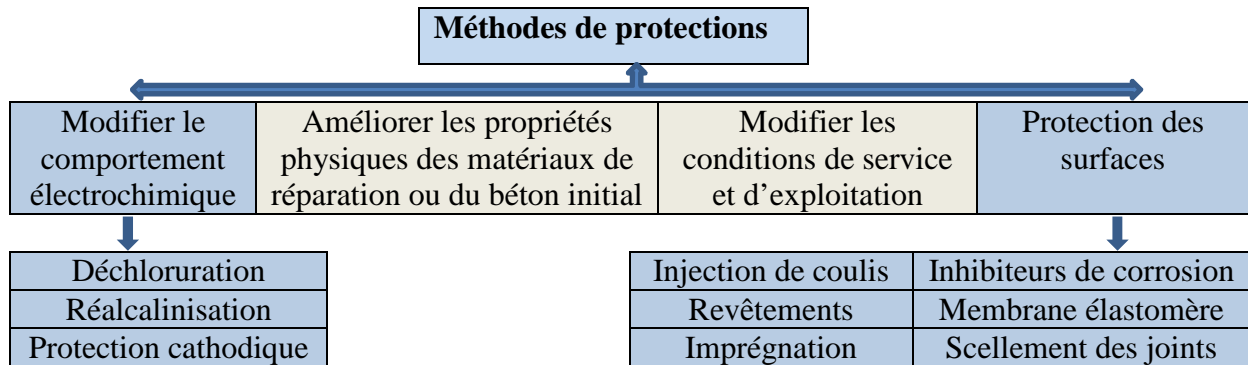 Méthodes de protections
Modifier le
comportement
électrochimique
Améliorer les propriétés
physiques des matériaux de
réparation ou du béton initial
Modifier les
conditions de service
et d’exploitation
Protection des
surfaces
Déchloruration
Réalcalinisation
Protection cathodique
Injection de coulis
Inhibiteurs de corrosion
Revêtements
Membrane élastomère
Imprégnation
Scellement des joints